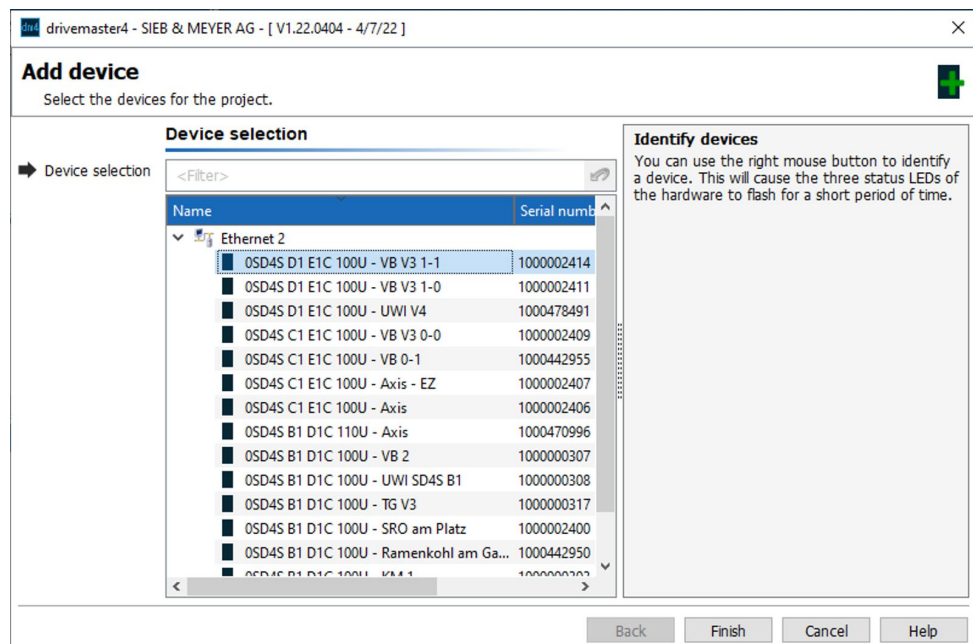 drivemaster4 - SIEB & MEYER AG - [ V1.22.0404 - 4/7/22 ]
Add device
Select the devices for the project.
Device selection
Device selection
<Filter>
Name Serial numb
Ethernet 2
0SD4S D1 E1C 100U - VB V3 1-1 1000002414
0SD4S D1 E1C 100U - VB V3 1-0 1000002411
0SD4S D1 E1C 100U - UWI V4 1000478491
0SD4S C1 E1C 100U - VB V3 0-0 1000002409
0SD4S C1 E1C 100U - VB 0-1 1000442955
0SD4S C1 E1C 100U - Axis - EZ 1000002407
0SD4S C1 E1C 100U - Axis 1000002406
0SD4S B1 D1C 110U - Axis 1000470996
0SD4S B1 D1C 100U - VB 2 1000000307
0SD4S B1 D1C 100U - UWI SD4S B1 1000000308
0SD4S B1 D1C 100U - TG V3 1000000317
0SD4S B1 D1C 100U - SRO am Platz 1000002400
0SD4S B1 D1C 100U - Ramenkohl am Ga... 1000442950
0SD4S B1 D1C 100U - KM 1
Identify devices
You can use the right mouse button to identify
a device. This will cause the three status LEDs of
the hardware to flash for a short period of time.
Back Finish Cancel Help